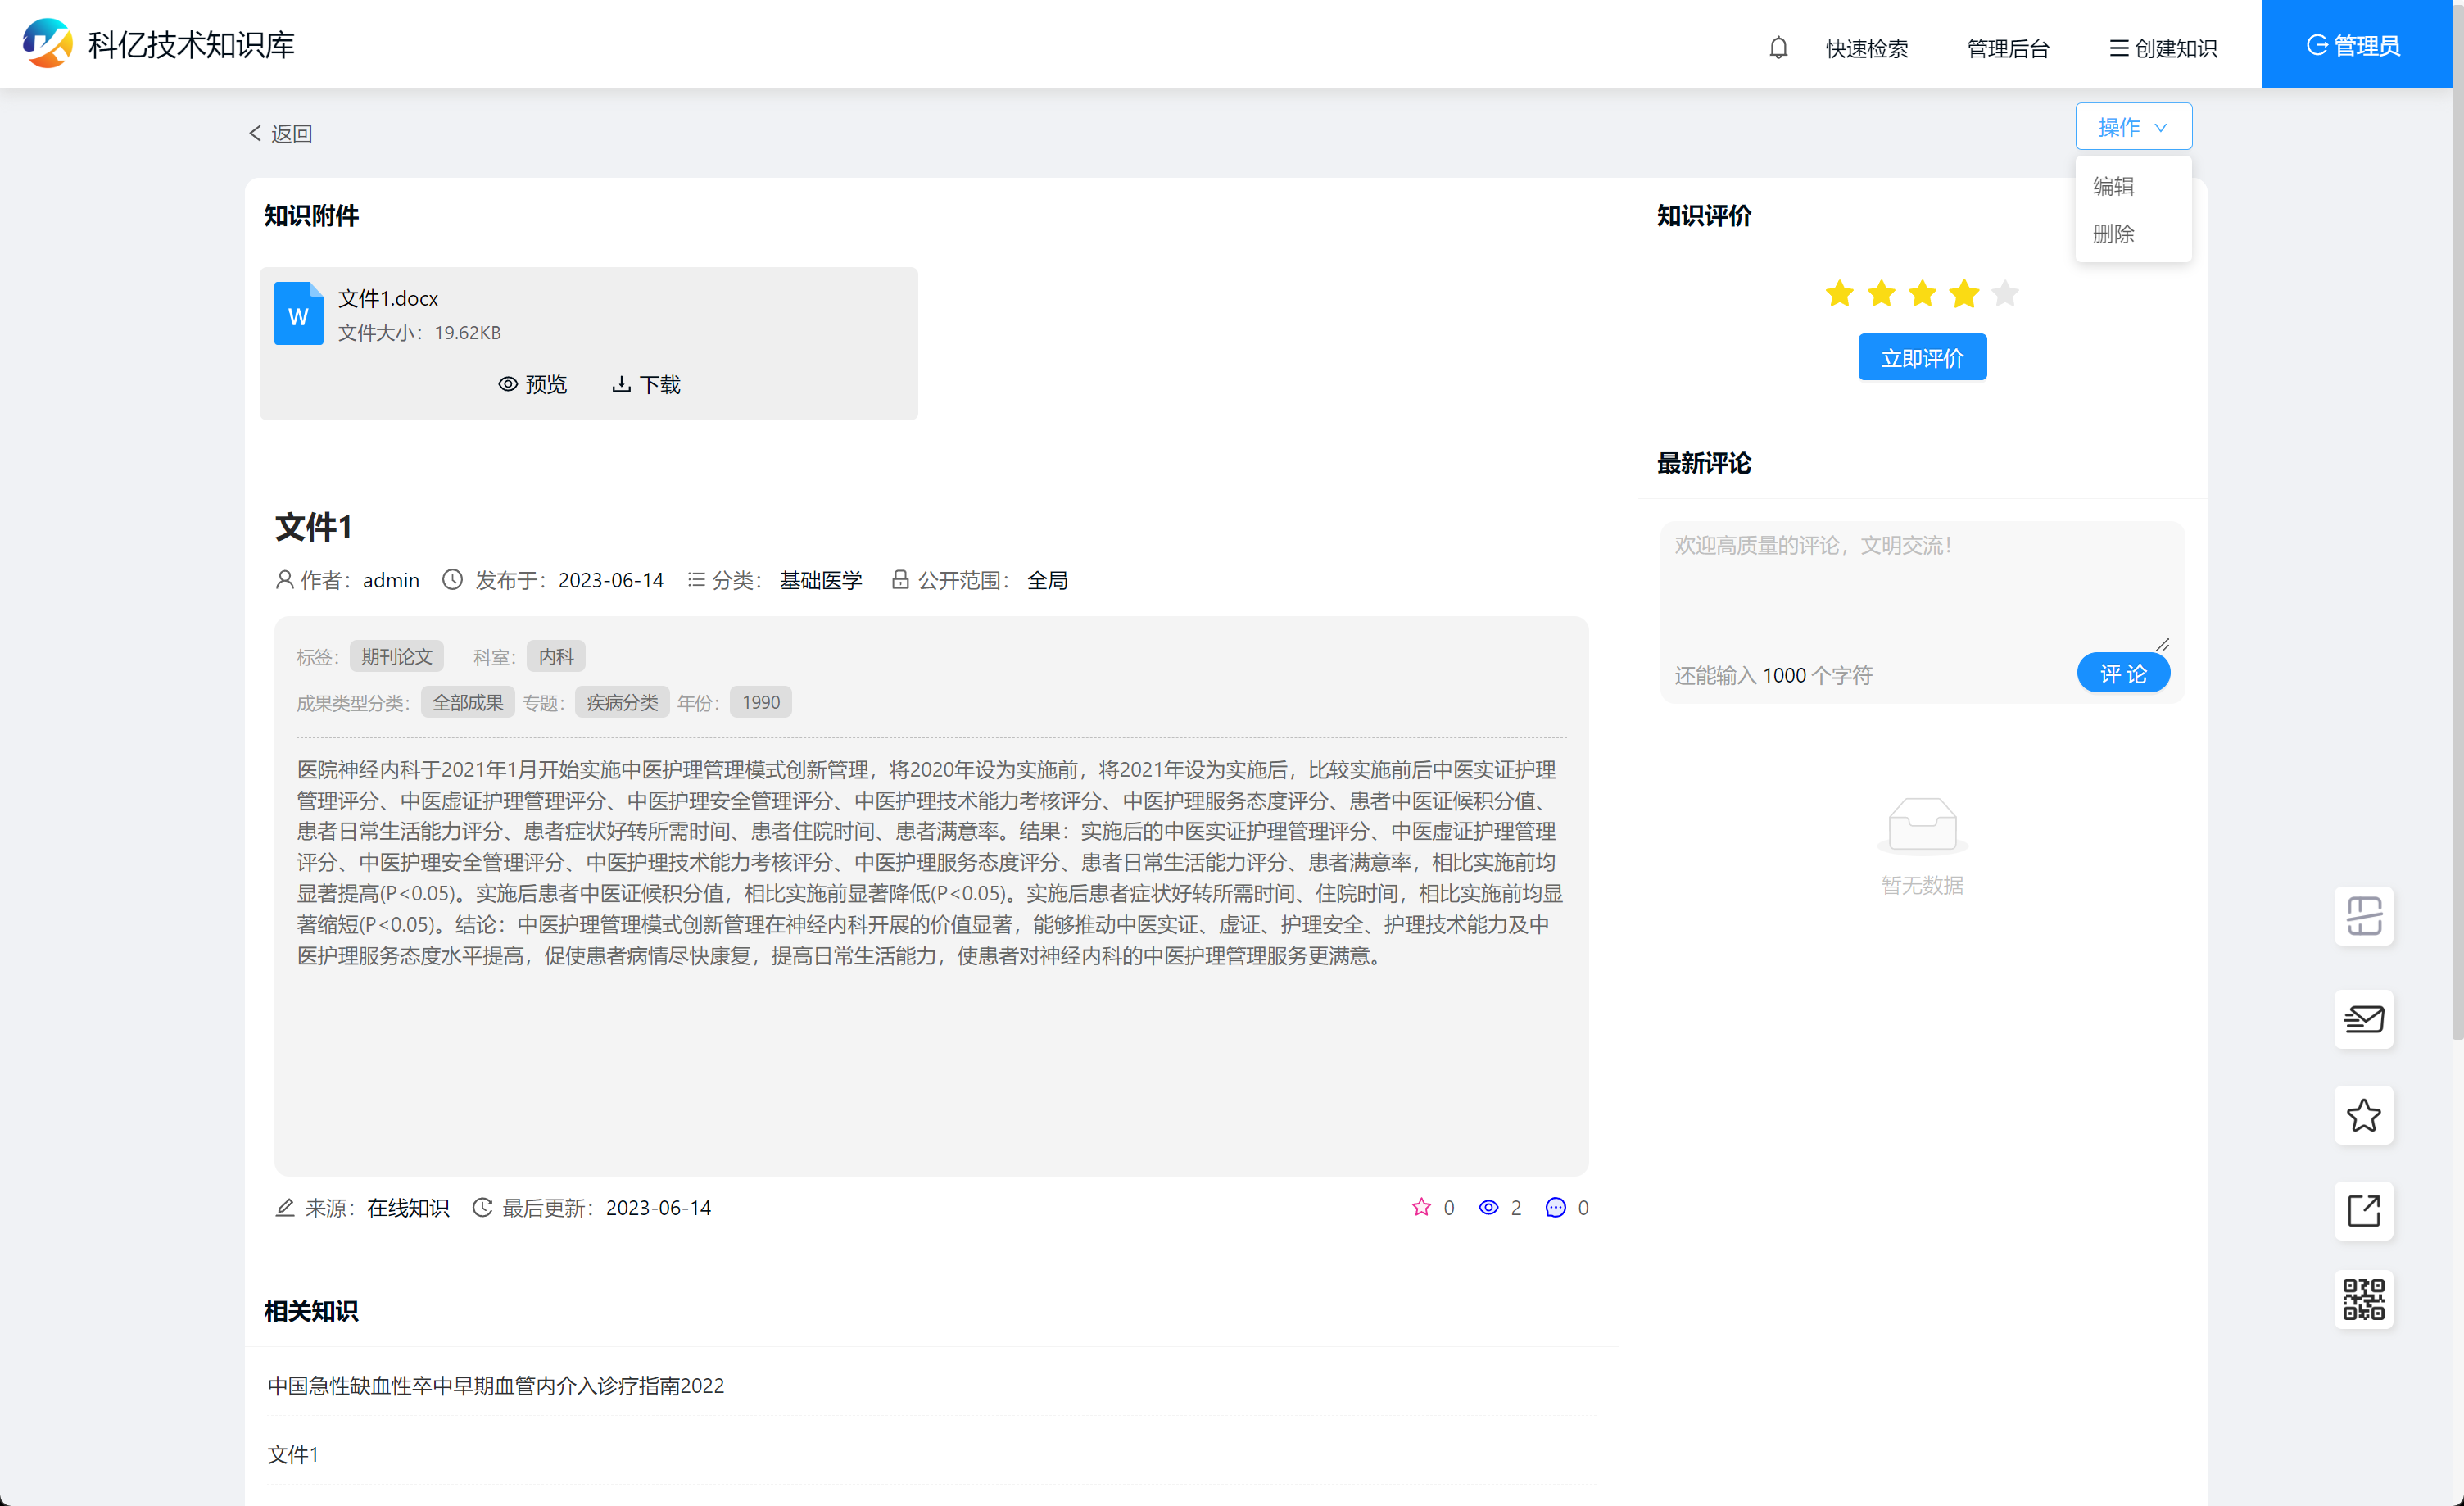 科亿技术知识库
快速检索
管理后台
创建知识
管理员
返回
操作
编辑
删除
知识附件
W
文件1.docx
文件大小：19.62KB
预览
下载
文件1
作者：admin 发布于：2023-06-14 分类：基础医学 公开范围：全局
标签：期刊论文 科室：内科
成果类型分类：全部成果 专题：疾病分类 年份：1990
医院神经内科于2021年1月开始实施中医护理管理模式创新管理，将2020年设为实施前，将2021年设为实施后，比较实施前后中医实证护理
管理评分、中医虚证护理管理评分、中医护理安全管理评分、中医护理技术能力考核评分、中医护理服务态度评分、患者中医证候积分值、
患者日常生活能力评分、患者症状好转所需时间、患者住院时间、患者满意率。结果：实施后的中医实证护理管理评分、中医虚证护理管理
评分、中医护理安全管理评分、中医护理技术能力考核评分、中医护理服务态度评分、患者日常生活能力评分、患者满意率，相比实施前均
显著提高(P<0.05)。实施后患者中医证候积分值，相比实施前显著降低(P<0.05)。实施后患者症状好转所需时间、住院时间，相比实施前均显
著缩短(P<0.05)。结论：中医护理管理模式创新管理在神经内科开展的价值显著，能够推动中医实证、虚证、护理安全、护理技术能力及中
医护理服务态度水平提高，促使患者病情尽快康复，提高日常生活能力，使患者对神经内科的中医护理管理服务更满意。
来源：在线知识 最后更新：2023-06-14
0 2 0
相关知识
中国急性缺血性卒中早期血管内介入诊疗指南2022
文件1
知识评价
立即评价
最新评论
欢迎高质量的评论，文明交流！
还能输入 1000 个字符
评 论
暂无数据